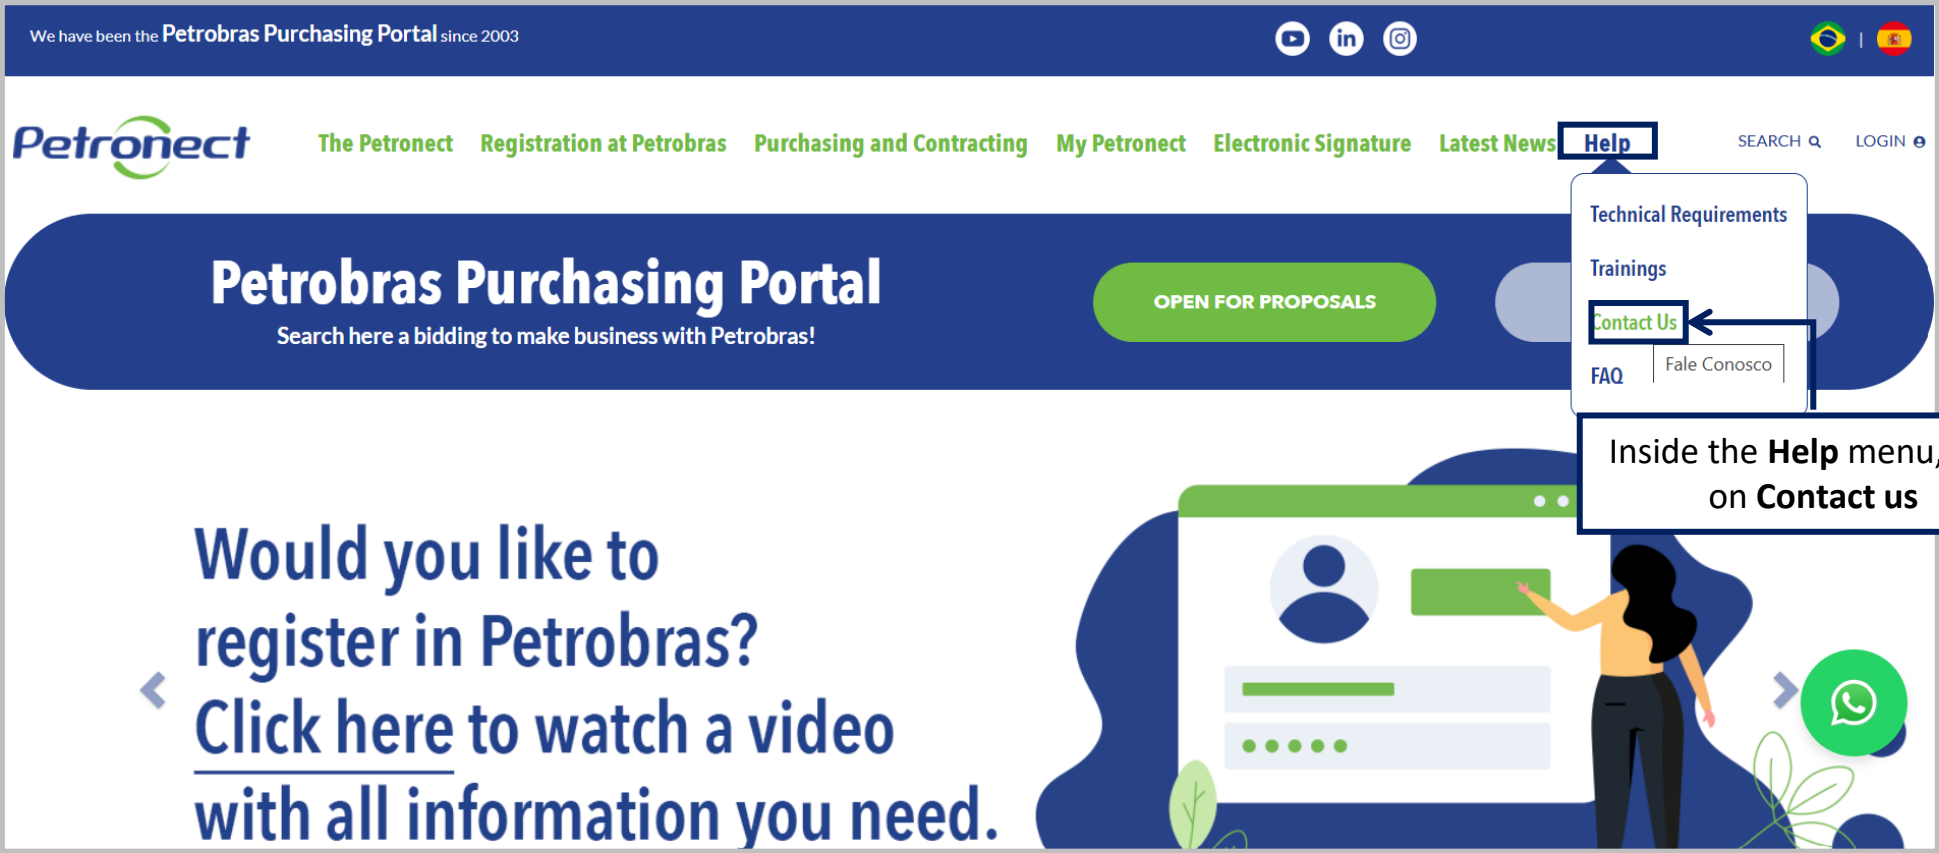 We have been the Petrobras Purchasing Portal since 2003
Petronect
The Petronect
Registration at Petrobras
Purchasing and Contracting
My Petronect
Electronic Signature
Latest News
Help
SEARCH
LOGIN
Technical Requirements
Trainings
Contact Us
Fale Conosco
FAQ
Petrobras Purchasing Portal
Search here a bidding to make business with Petrobras!
OPEN FOR PROPOSALS
Inside the Help menu,
on Contact us
Would you like to
register in Petrobras?
Click here to watch a video
with all information you need.